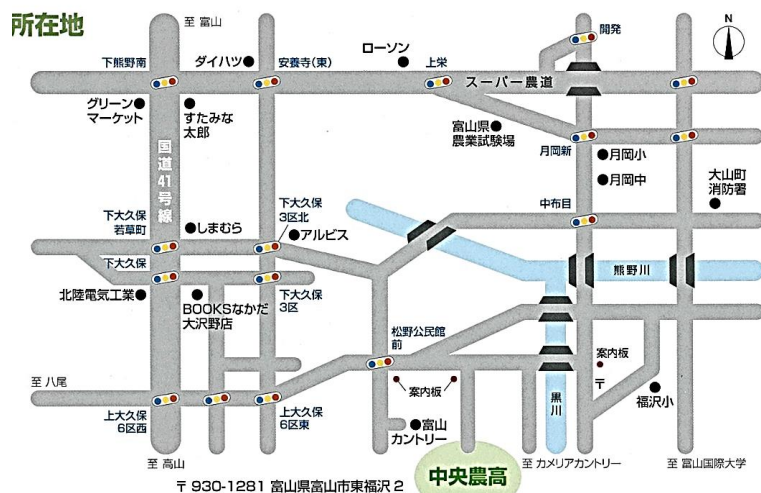 所在地
至 富山
N
開発
ローソン
下熊野南
ダイハツ
安養寺(東)
上栄
スーパー農道
グリーン
マーケット
すたみな
太郎
富山県
農業試験場
月岡新
月岡小
月岡中
大山町
消防署
国道41号線
下大久保
若草町
しまむら
下大久保
3区北
アルビス
中布目
下大久保
熊野川
北陸電気工業
BOOKSなかだ
大沢野店
下大久保
3区
松野公民館
前
案内板
〒
至 八尾
案内板
黒川
福沢小
上大久保
6区西
上大久保
6区東
富山
カントリー
至 高山
中央農高
至 カメリアカントリー
至 富山国際大学
〒 930-1281 富山県富山市東福沢 2